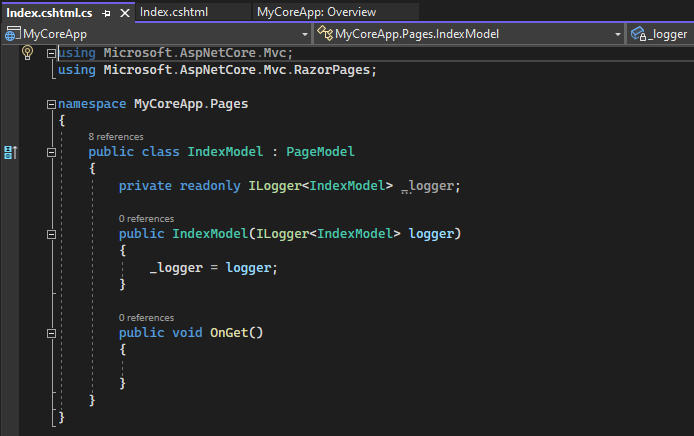 Index.cshtml.cs Index.cshtml MyCoreApp: Overview
MyCoreApp MyCoreApp.Pages.IndexModel _logger
using Microsoft.AspNetCore.Mvc;
using Microsoft.AspNetCore.Mvc.RazorPages;
namespace MyCoreApp.Pages
{
8 references
public class IndexModel : PageModel
{
private readonly ILogger<IndexModel> _logger;
0 references
public IndexModel(ILogger<IndexModel> logger)
{
_logger = logger;
}
0 references
public void OnGet()
{
}
}
}